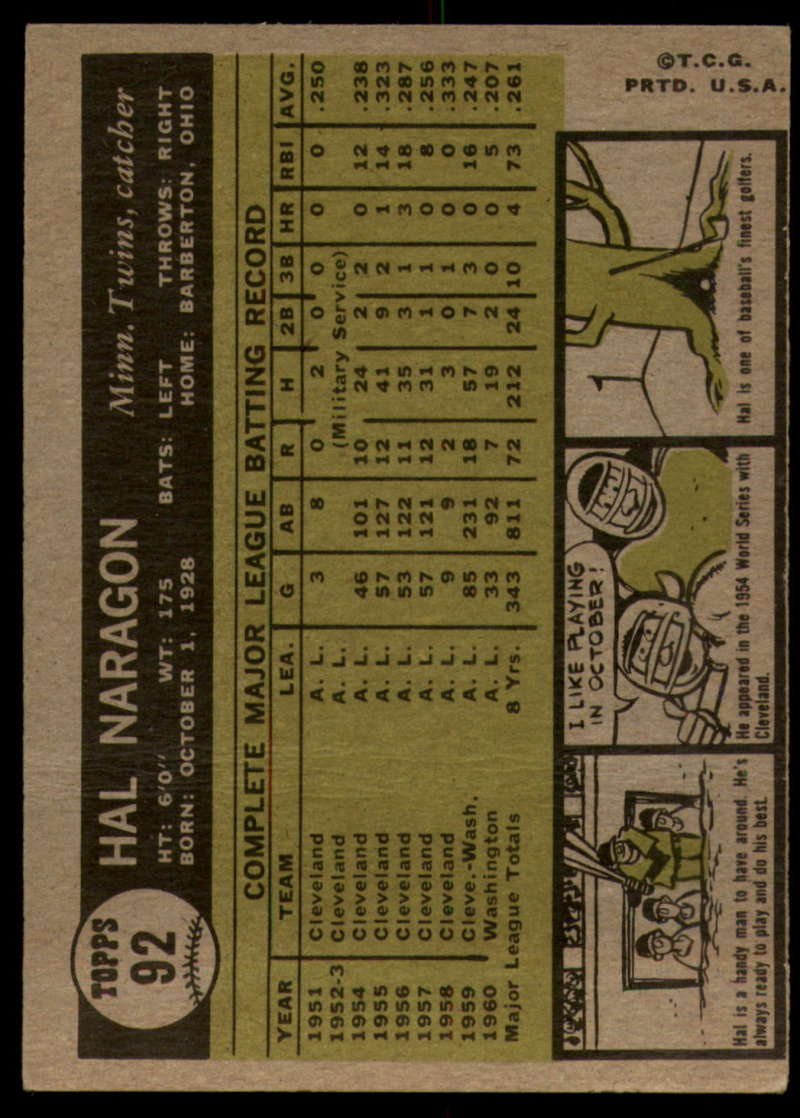 TOPPS
92
HAL NARAGON
Minn. Twins, catcher
HT: 6'0" WT: 175 BATS: LEFT THROWS: RIGHT
BORN: OCTOBER 1, 1928 HOME: BARBERTON, OHIO
COMPLETE MAJOR LEAGUE BATTING RECORD
YEAR TEAM LEA. G AB R H 2B 3B HR RBI AVG.
1951 Cleveland A. L. 3 8 0 2 0 0 0 0 .250
1952-3 Cleveland A. L. (Military Service)
1954 Cleveland A. L. 46 101 10 24 2 2 0 12 .238
1955 Cleveland A. L. 57 127 12 41 9 2 1 14 .323
1956 Cleveland A. L. 53 122 11 35 3 1 3 18 .287
1957 Cleveland A. L. 57 121 12 31 1 1 0 8 .256
1958 Cleveland A. L. 9 9 2 3 0 1 0 0 .333
1959 Cleve.-Wash. A. L. 85 231 18 57 7 3 0 16 .247
1960 Washington A. L. 33 92 7 19 2 0 0 5 .207
Major League Totals 8 Yrs. 343 811 72 212 24 10 4 73 .261
Hal is a handy man to have around. He's
always ready to play and do his best.
I LIKE PLAYING
IN OCTOBER!
He appeared in the 1954 World Series with
Cleveland.
Hal is one of baseball's finest golfers.
©T.C.G.
PRTD. U.S.A.